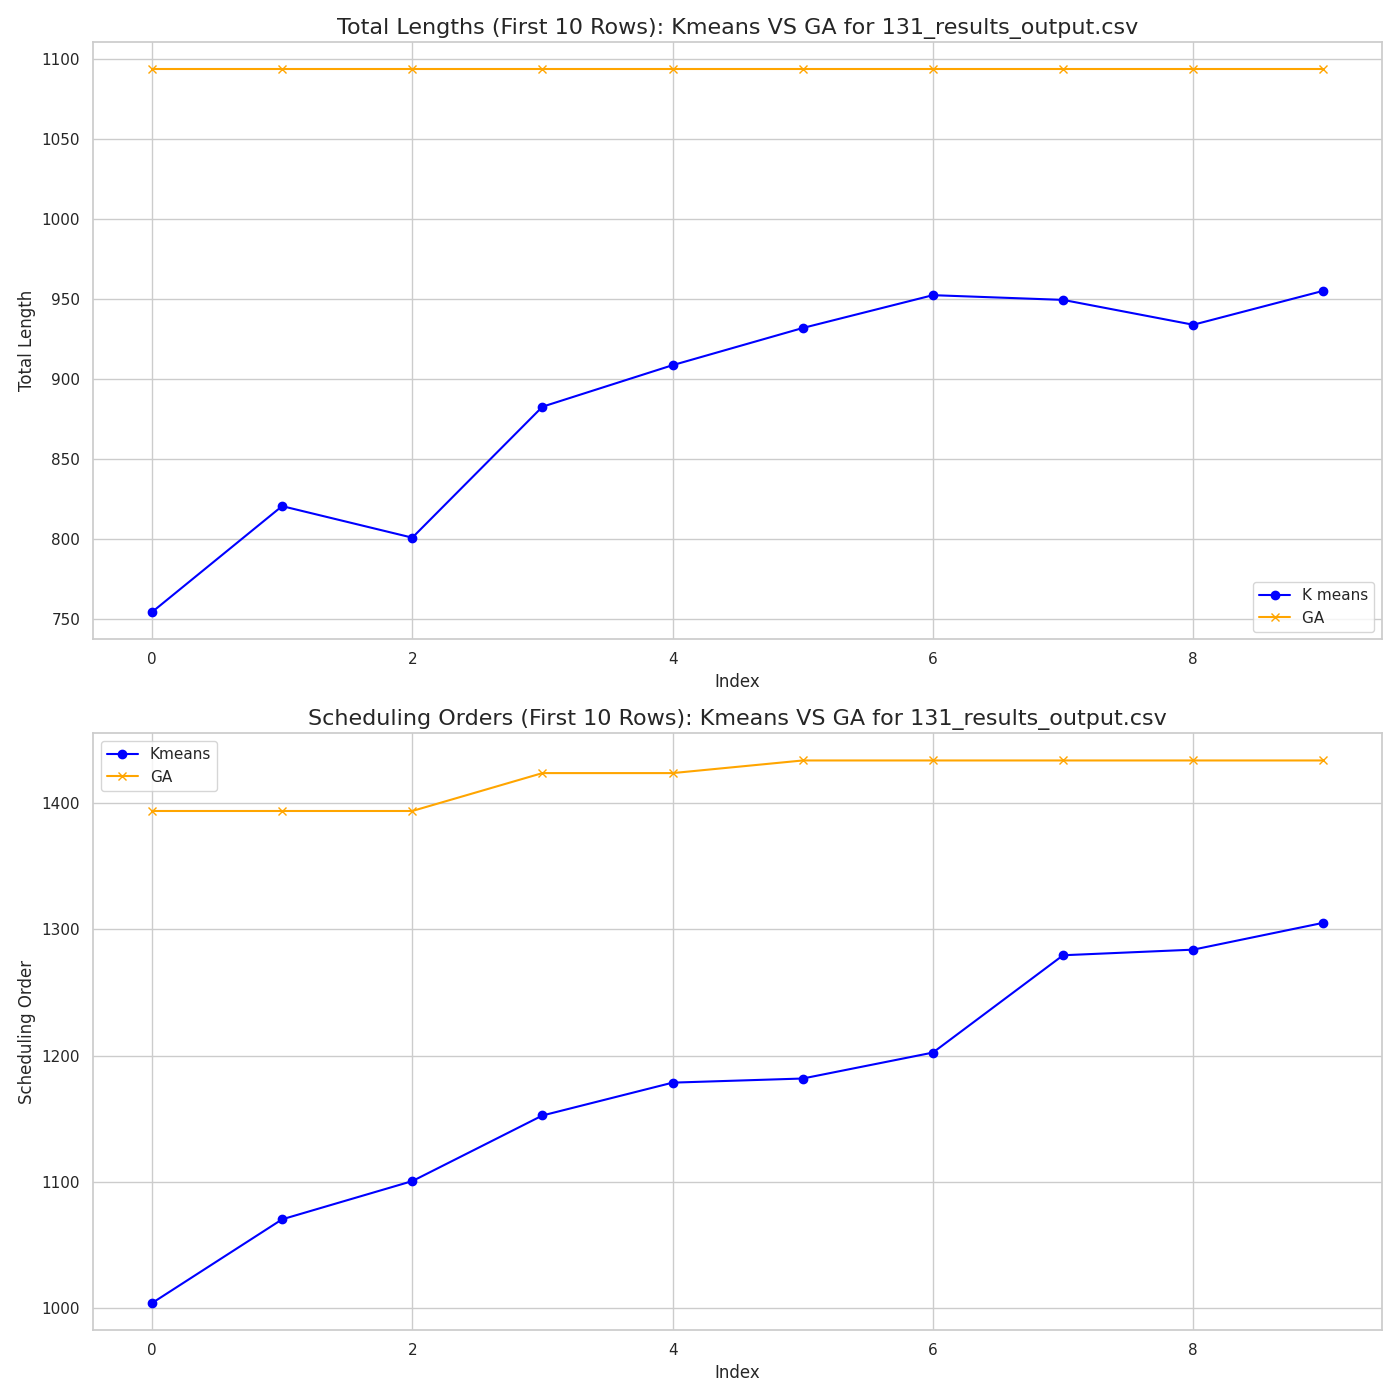 Total Lengths (First 10 Rows): Kmeans VS GA for 131_results_output.csv
1100
1050
1000
950
900
850
800
750
Total Length
K means
GA
0 2 4 6 8
Index
Scheduling Orders (First 10 Rows): Kmeans VS GA for 131_results_output.csv
Kmeans
GA
1400
1300
1200
1100
1000
Scheduling Order
0 2 4 6 8
Index